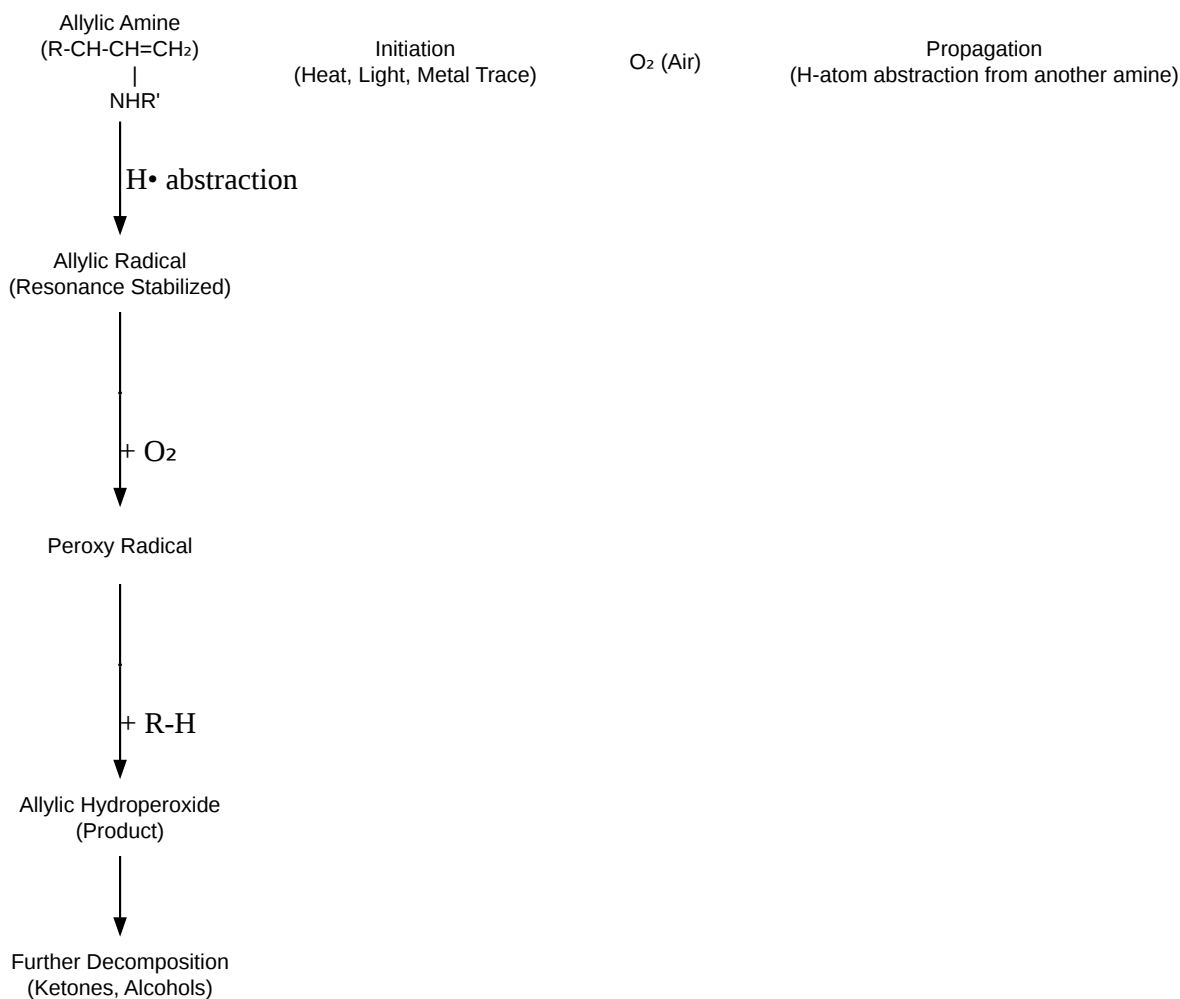 Allylic Amine
(R-CH-CH=CH₂)
|
NHR'
Initiation
(Heat, Light, Metal Trace)
O₂ (Air)
Propagation
(H-atom abstraction from another amine)
H• abstraction
Allylic Radical
(Resonance Stabilized)
+ O₂
Peroxy Radical
+ R-H
Allylic Hydroperoxide
(Product)
Further Decomposition
(Ketones, Alcohols)